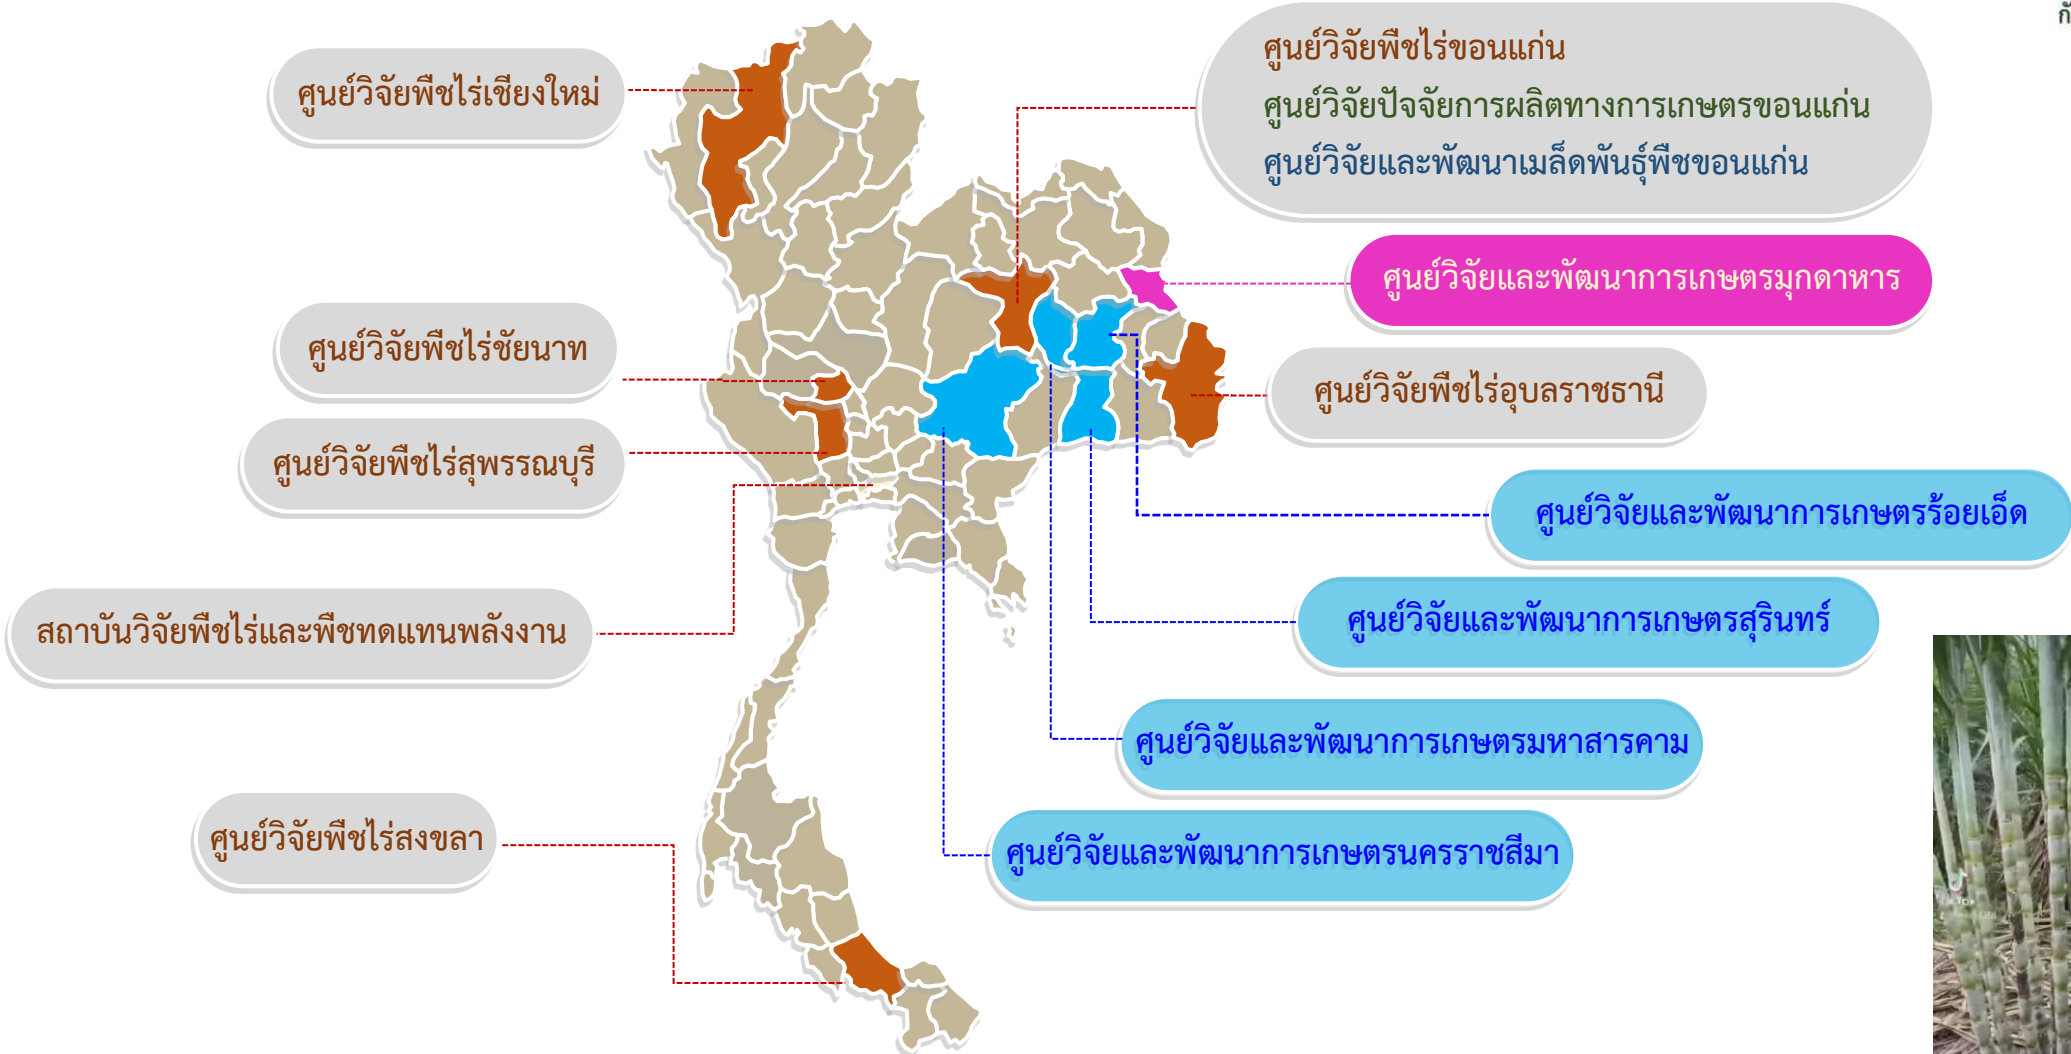 ศูนย์วิจัยพืชไร่เชียงใหม่
ศูนย์วิจัยพืชไร่ขอนแก่น
ศูนย์วิจัยปัจจัยการผลิตทางการเกษตรขอนแก่น
ศูนย์วิจัยและพัฒนาเมล็ดพันธุ์พืชขอนแก่น
ศูนย์วิจัยและพัฒนาการเกษตรมุกดาหาร
ศูนย์วิจัยพืชไร่ชัยนาท
ศูนย์วิจัยพืชไร่อุบลราชธานี
ศูนย์วิจัยพืชไร่สุพรรณบุรี
ศูนย์วิจัยและพัฒนาการเกษตรร้อยเอ็ด
สถาบันวิจัยพืชไร่และพืชทดแทนพลังงาน
ศูนย์วิจัยและพัฒนาการเกษตรสุรินทร์
ศูนย์วิจัยและพัฒนาการเกษตรมหาสารคาม
ศูนย์วิจัยพืชไร่สงขลา
ศูนย์วิจัยและพัฒนาการเกษตรนครราชสีมา